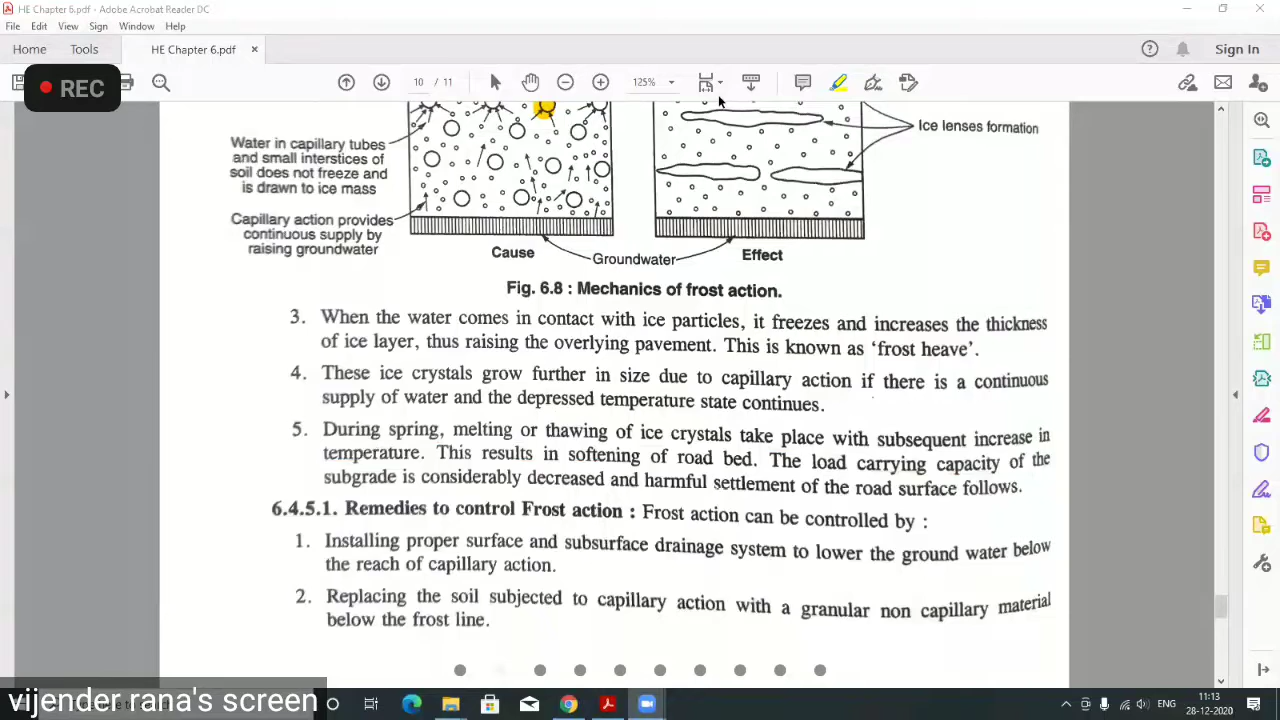 HE Chapter 6.pdf - Adobe Acrobat Reader DC
File Edit View Sign Window Help
Home Tools HE Chapter 6.pdf × Sign In
REC
10 / 11 125%
Water in capillary tubes
and small interstices of
soil does not freeze and
is drawn to ice mass
Capillary action provides
continuous supply by
raising groundwater
Ice lenses formation
Cause Groundwater Effect
Fig. 6.8 : Mechanics of frost action.
3. When the water comes in contact with ice particles, it freezes and increases the thickness
of ice layer, thus raising the overlying pavement. This is known as ‘frost heave’.
4. These ice crystals grow further in size due to capillary action if there is a continuous
supply of water and the depressed temperature state continues.
5. During spring, melting or thawing of ice crystals take place with subsequent increase in
temperature. This results in softening of road bed. The load carrying capacity of the
subgrade is considerably decreased and harmful settlement of the road surface follows.
6.4.5.1. Remedies to control Frost action : Frost action can be controlled by :
1. Installing proper surface and subsurface drainage system to lower the ground water below
the reach of capillary action.
2. Replacing the soil subjected to capillary action with a granular non capillary material
below the frost line.
vijender.rana's screen
ENG
11:13
28-12-2020